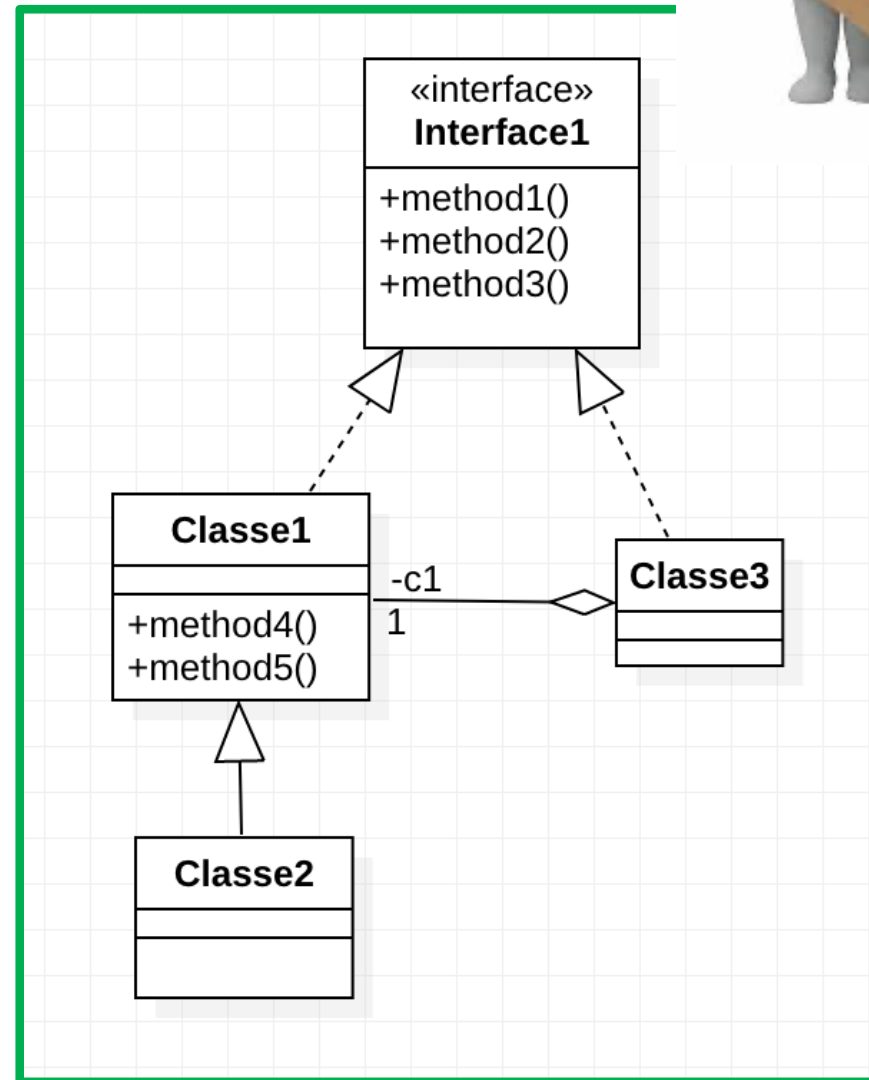 «interface»
Interface1
+method1()
+method2()
+method3()
Classe1
+method4()
+method5()
-c1
1
Classe3
Classe2